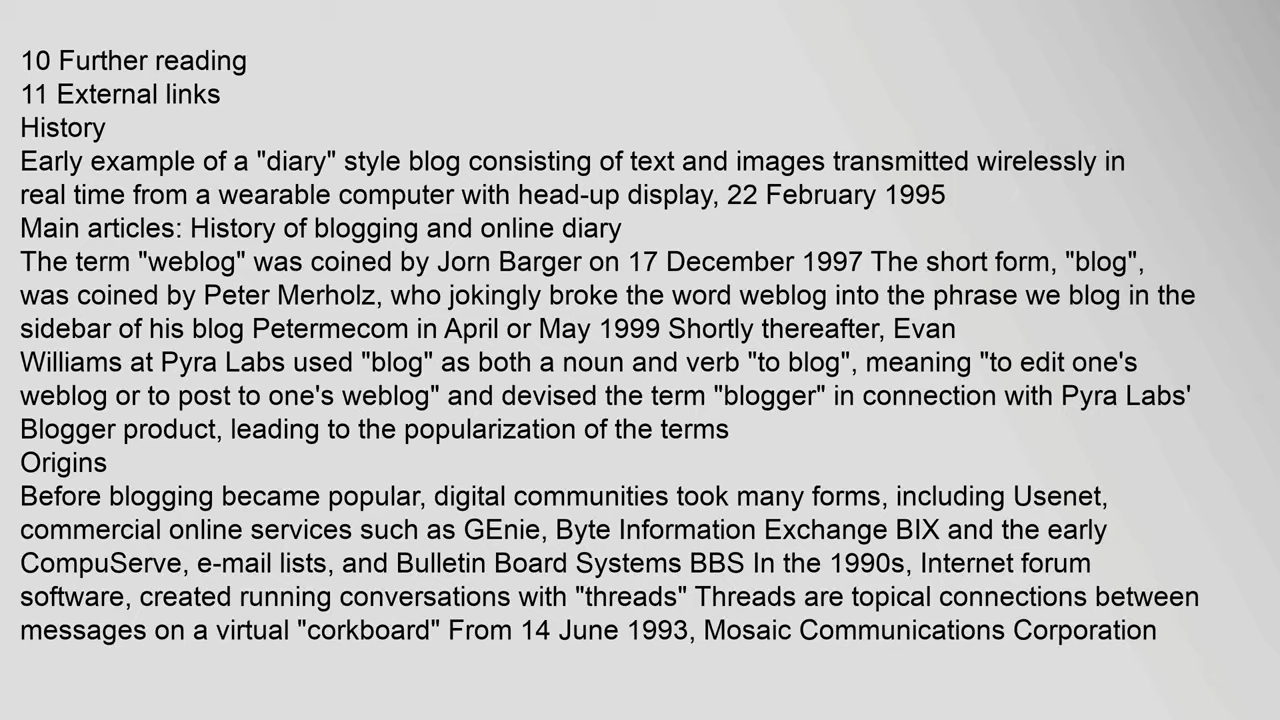 10 Further reading
11 External links
History
Early example of a "diary" style blog consisting of text and images transmitted wirelessly in
real time from a wearable computer with head-up display, 22 February 1995
Main articles: History of blogging and online diary
The term "weblog" was coined by Jorn Barger on 17 December 1997 The short form, "blog",
was coined by Peter Merholz, who jokingly broke the word weblog into the phrase we blog in the
sidebar of his blog Petermecom in April or May 1999 Shortly thereafter, Evan
Williams at Pyra Labs used "blog" as both a noun and verb "to blog", meaning "to edit one's
weblog or to post to one's weblog" and devised the term "blogger" in connection with Pyra Labs'
Blogger product, leading to the popularization of the terms
Origins
Before blogging became popular, digital communities took many forms, including Usenet,
commercial online services such as GEnie, Byte Information Exchange BIX and the early
CompuServe, e-mail lists, and Bulletin Board Systems BBS In the 1990s, Internet forum
software, created running conversations with "threads" Threads are topical connections between
messages on a virtual "corkboard" From 14 June 1993, Mosaic Communications Corporation